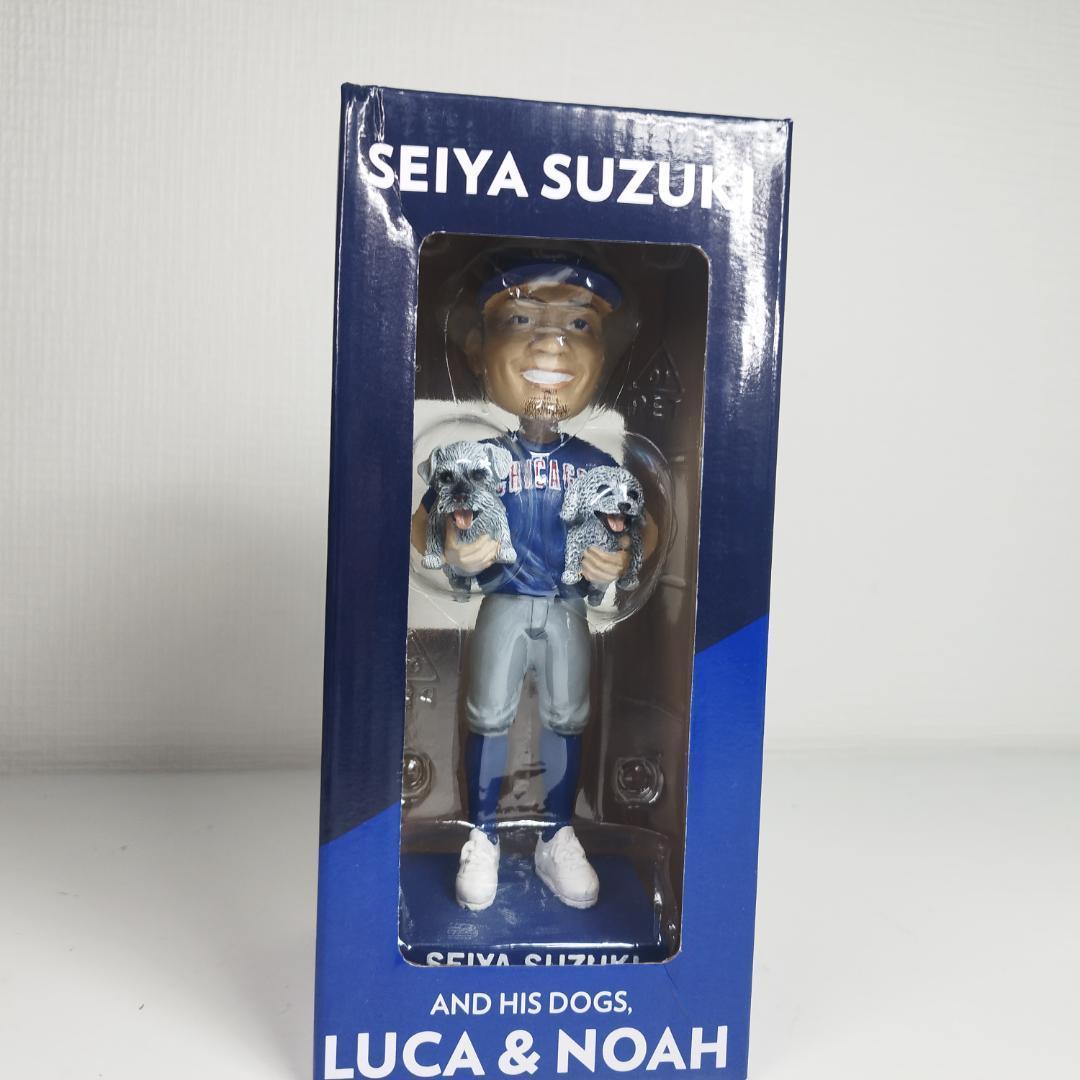 SEIYA SUZUKI
CHICAGO
SEIYA SUZUKI
AND HIS DOGS,
LUCA & NOAH